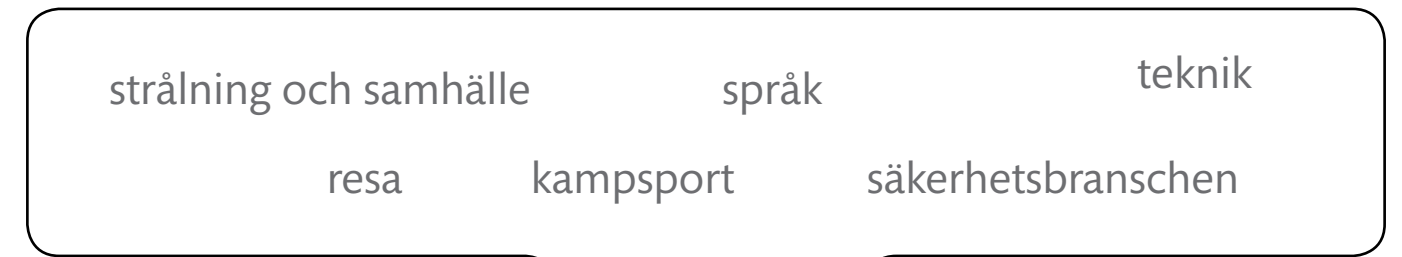 strålning och samhälle språk teknik
resa kampsport säkerhetsbranschen